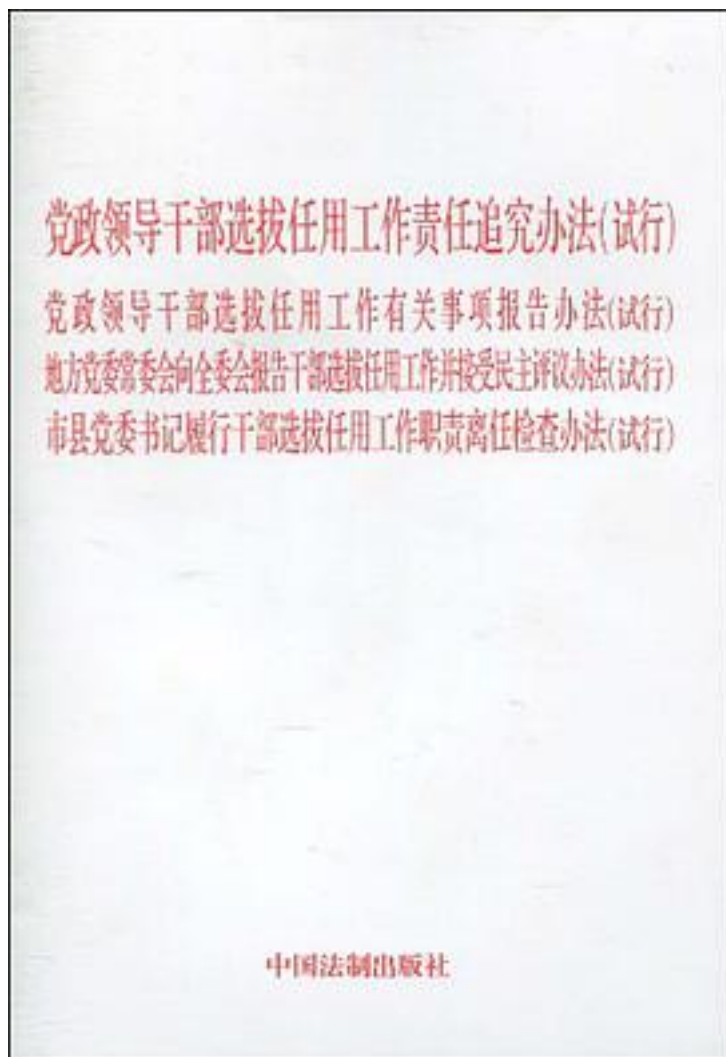 党政领导干部选拔任用工作责任追究办法(试行)
党政领导干部选拔任用工作有关事项报告办法(试行)
地方党委常委会向全委会报告干部选拔任用工作并接受民主评议办法(试行)
市县党委书记履行干部选拔任用工作职责离任检查办法(试行)
中国法制出版社